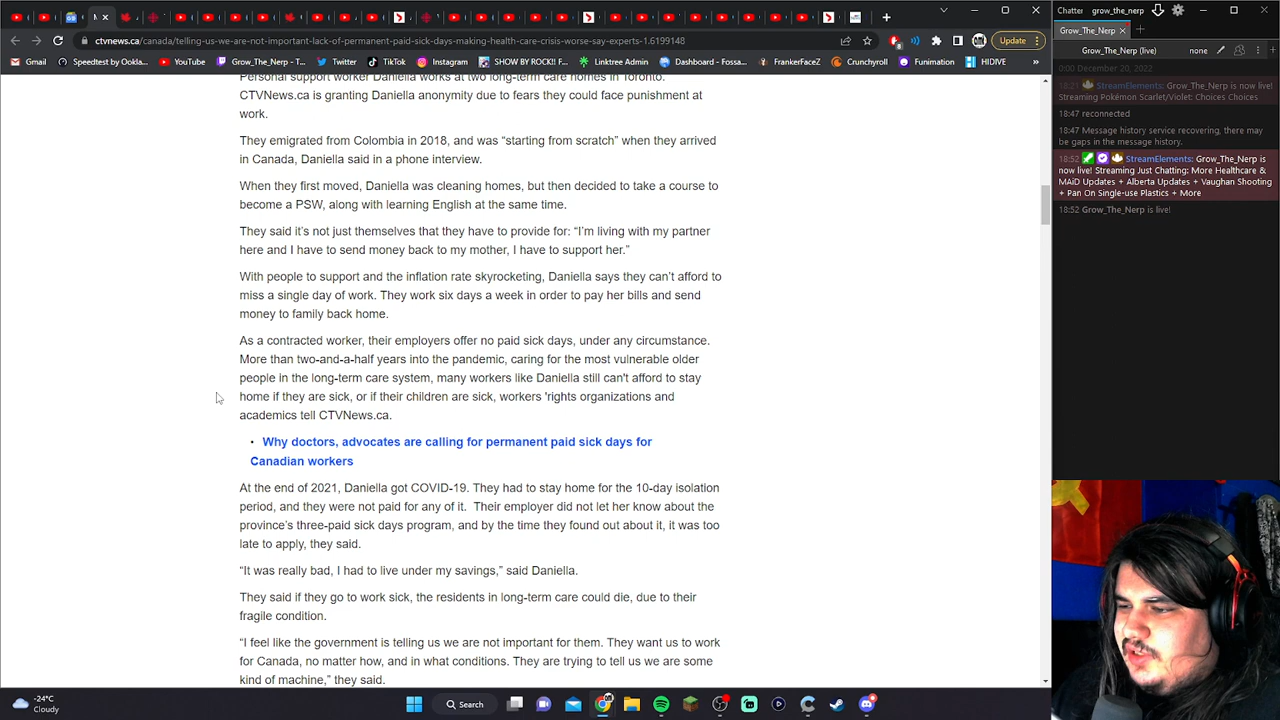 M
Chatter
grow_the_nerp
ctvnews.ca/canada/telling-us-we-are-not-important-lack-of-permanent-paid-sick-days-making-health-care-crisis-worse-say-experts-1.6199148
Update
Grow_The_Nerp
Gmail
Speedtest by Ookla...
YouTube
Grow_The_Nerp - T...
Twitter
TikTok
Instagram
SHOW BY ROCK!! F...
Linktree Admin
Dashboard - Fossa...
FrankerFaceZ
Crunchyroll
Funimation
HIDIVE
Grow_The_Nerp (live)
none
0:00 December 20, 2022
18:21 StreamElements: Grow_The_Nerp is now live!
Streaming Pokémon Scarlet/Violet: Choices Choices
18:47 reconnected
18:47 Message history service recovering, there may
be gaps in the message history.
18:52 StreamElements: Grow_The_Nerp is
now live! Streaming Just Chatting: More Healthcare &
MAiD Updates + Alberta Updates + Vaughan Shooting
+ Pan On Single-use Plastics + More
18:52 Grow_The_Nerp is live!
Personal support worker Daniella works at two long-term care homes in Toronto.
CTVNews.ca is granting Daniella anonymity due to fears they could face punishment at
work.
They emigrated from Colombia in 2018, and was “starting from scratch” when they arrived
in Canada, Daniella said in a phone interview.
When they first moved, Daniella was cleaning homes, but then decided to take a course to
become a PSW, along with learning English at the same time.
They said it’s not just themselves that they have to provide for: “I’m living with my partner
here and I have to send money back to my mother, I have to support her.”
With people to support and the inflation rate skyrocketing, Daniella says they can’t afford to
miss a single day of work. They work six days a week in order to pay her bills and send
money to family back home.
As a contracted worker, their employers offer no paid sick days, under any circumstance.
More than two-and-a-half years into the pandemic, caring for the most vulnerable older
people in the long-term care system, many workers like Daniella still can't afford to stay
home if they are sick, or if their children are sick, workers 'rights organizations and
academics tell CTVNews.ca.
• Why doctors, advocates are calling for permanent paid sick days for
Canadian workers
At the end of 2021, Daniella got COVID-19. They had to stay home for the 10-day isolation
period, and they were not paid for any of it. Their employer did not let her know about the
province’s three-paid sick days program, and by the time they found out about it, it was too
late to apply, they said.
“It was really bad, I had to live under my savings,” said Daniella.
They said if they go to work sick, the residents in long-term care could die, due to their
fragile condition.
“I feel like the government is telling us we are not important for them. They want us to work
for Canada, no matter how, and in what conditions. They are trying to tell us we are some
kind of machine,” they said.
-24°C
Cloudy
Search